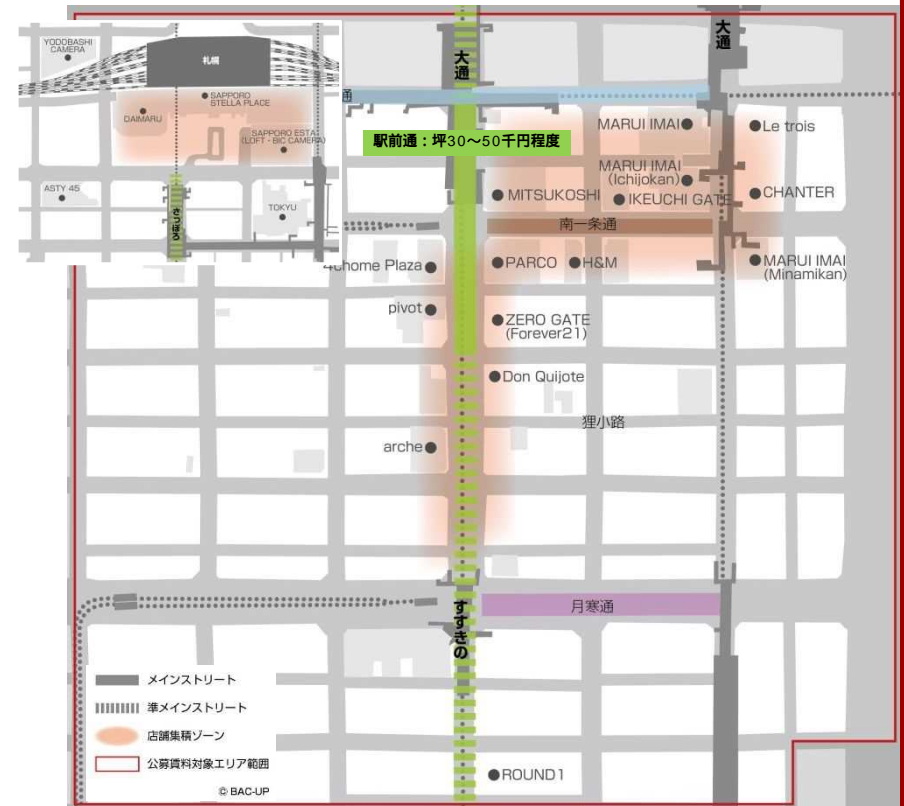 YODOBASHI
CAMERA
札幌
SAPPORO
STELLA PLACE
DAIMARU
SAPPORO ESTA
(LOFT・BIC CAMERA)
ASTY 45
さっぽろ
TOKYU
大通
大通
通
駅前通:坪30~50千円程度
MARUI IMAI
Le trois
MARUI IMAI
(Ichijokan)
MITSUKOSHI
IKEUCHI GATE
CHANTER
南一条通
4chome Plaza
PARCO
H&M
MARUI IMAI
(Minamikan)
pivot
ZERO GATE
(Forever21)
Don Quijote
狸小路
arche
月寒通
すすきの
メインストリート
準メインストリート
店舗集積ゾーン
公募賃料対象エリア範囲
© BAC-UP
ROUND1